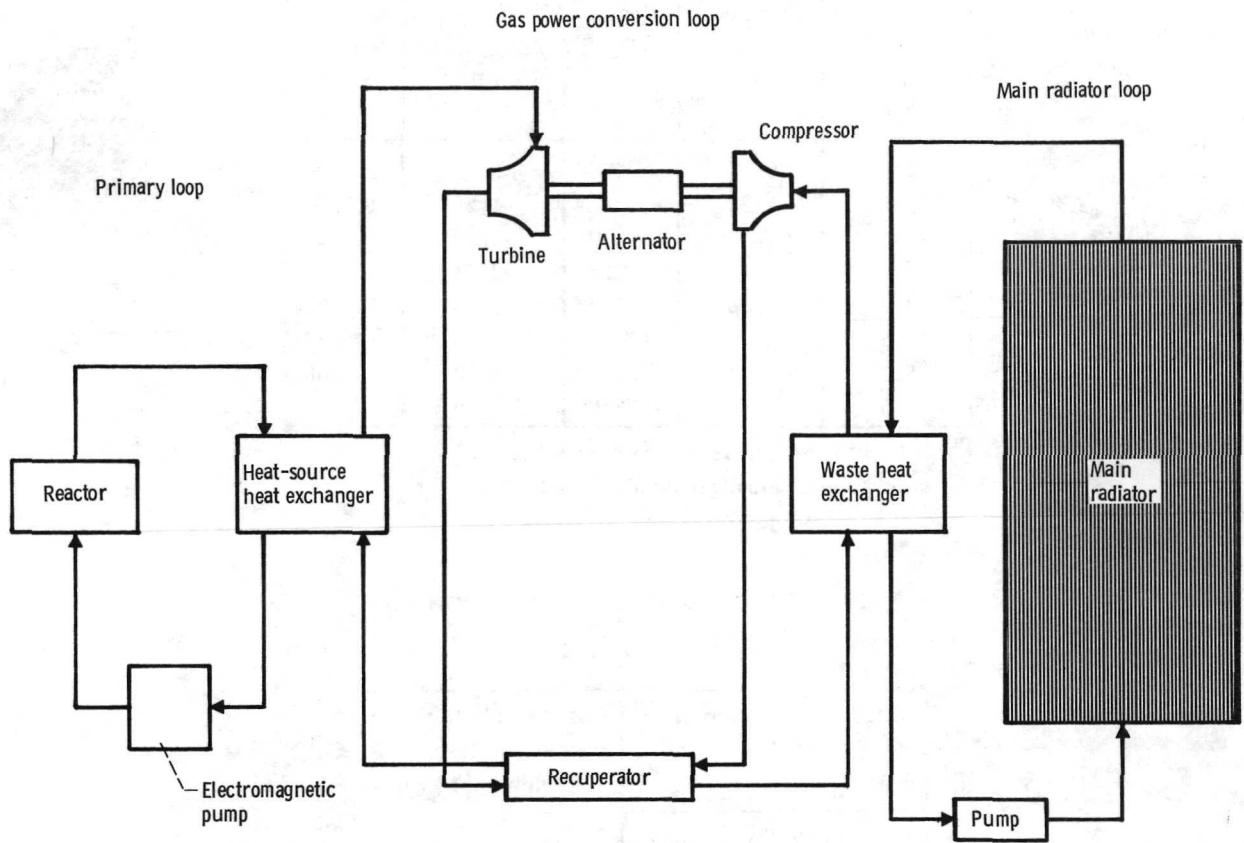 Gas power conversion loop
Main radiator loop
Compressor
Primary loop
Turbine
Alternator
Reactor
Heat-source
heat exchanger
Waste heat
exchanger
Main
radiator
Electromagnetic
pump
Recuperator
Pump